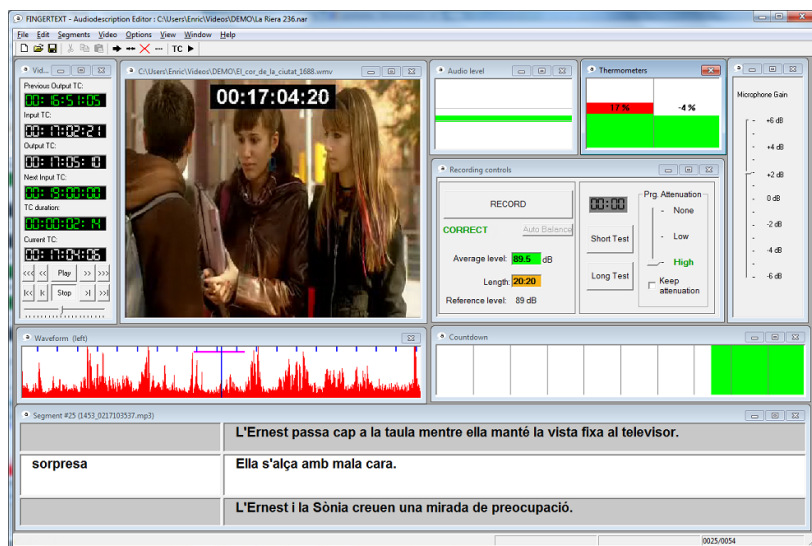 FINGERTEXT - Audiodescription Editor : C:\Users\Enric\Videos\DEMO\La Riera 236.nar
File Edit Segments Video Options View Window Help
TC
Vid...
Previous Output TC:
00:16:51:05
Input TC:
00:17:02:21
Output TC:
00:17:05:10
Next Input TC:
00:19:00:00
TC duration:
00:00:02:14
Current TC:
00:17:04:06
<<< << Play >> >>>
|<< |< Stop >| >>|
C:\Users\Enric\Videos\DEMO\El_cor_de_la_ciutat_1688.wmv
00:17:04:20
Audio level
Thermometers
17 %
-4 %
Microphone Gain
+6 dB
+4 dB
+2 dB
0 dB
-2 dB
-4 dB
-6 dB
Recording controls
RECORD
CORRECT
Auto Balance
Average level: 89.5 dB
Length: 20:20
Reference level: 89 dB
00:00
Short Test
Long Test
Prg. Attenuation
None
Low
High
Keep
attenuation
Waveform (left)
Countdown
Segment #25 (1453_0217103537.mp3)
L'Ernest passa cap a la taula mentre ella manté la vista fixa al televisor.
sorpresa
Ella s'alça amb mala cara.
L'Ernest i la Sònia creuen una mirada de preocupació.
0025/0054